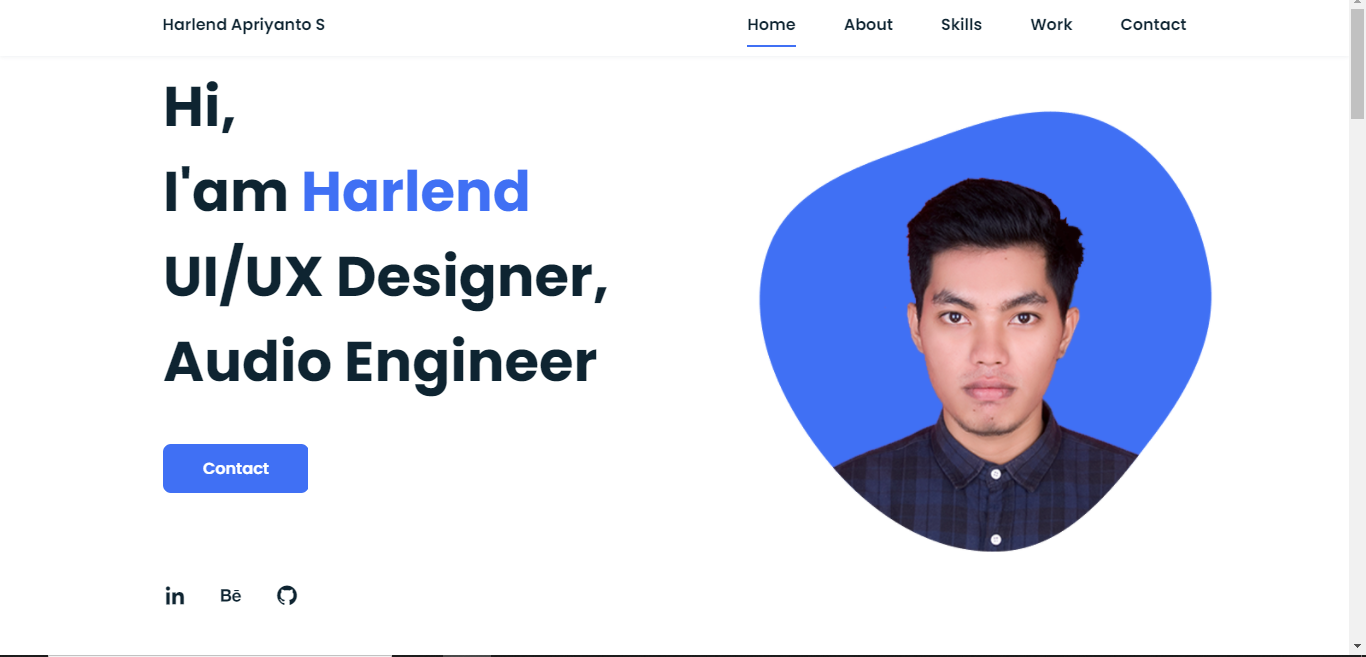 Harlend Apriyanto S
Home About Skills Work Contact
Hi,
I'am Harlend
UI/UX Designer,
Audio Engineer
Contact
in Bē